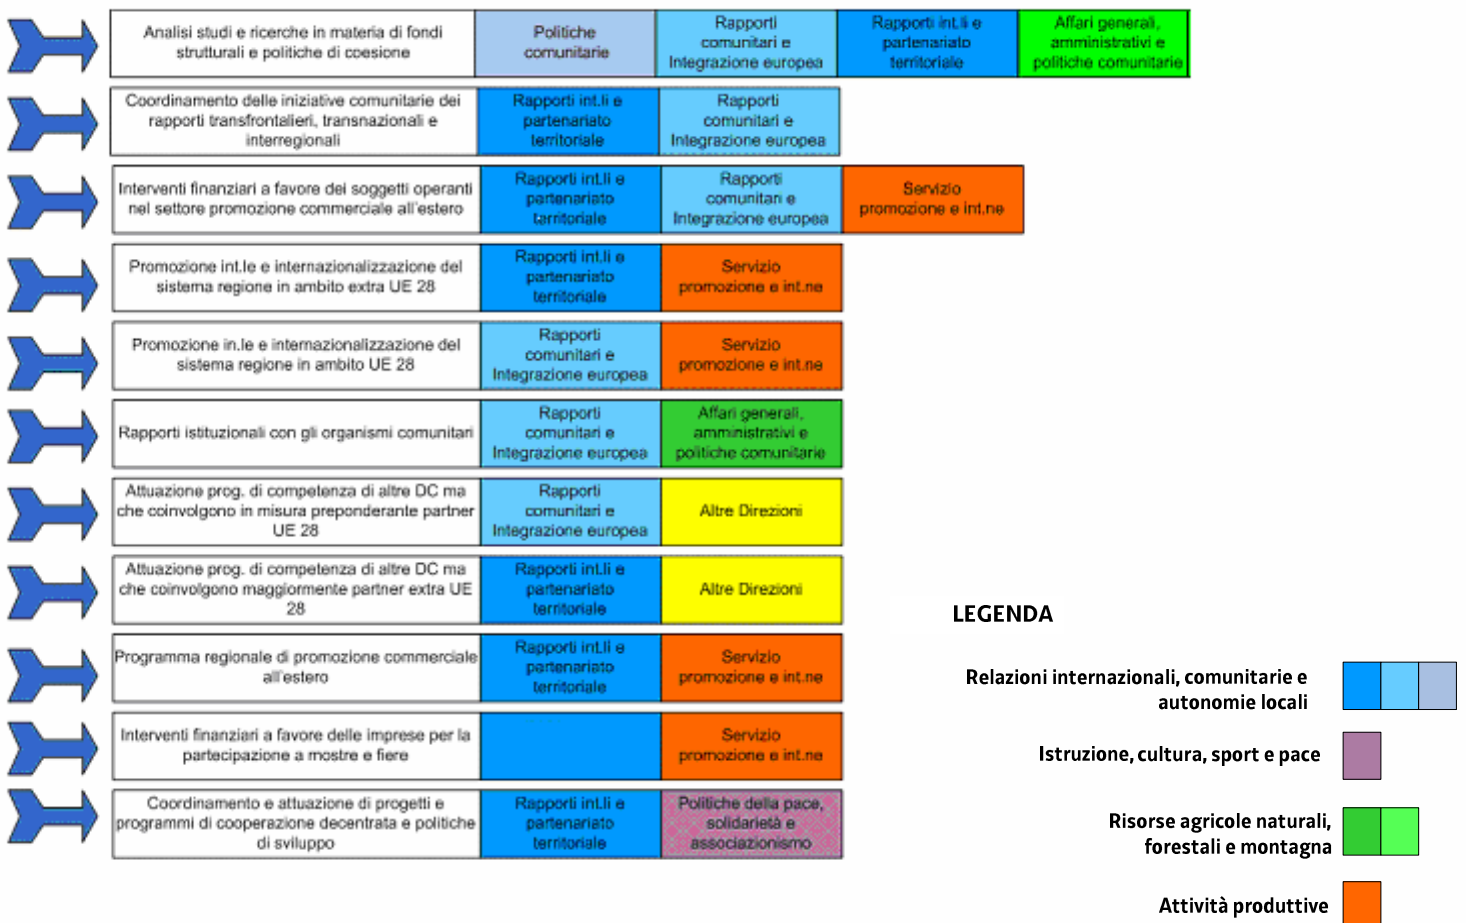 Analisi studi e ricerche in materia di fondi
strutturali e politiche di coesione
Politiche
comunitarie
Rapporti
comunitari e
Integrazione europea
Rapporti int.li e
partenariato
territoriale
Affari generali,
amministrativi e
politiche comunitarie
Coordinamento delle iniziative comunitarie dei
rapporti transfrontalieri, transnazionali e
interregionali
Rapporti int.li e
partenariato
territoriale
Rapporti
comunitari e
Integrazione europea
Interventi finanziari a favore dei soggetti operanti
nel settore promozione commerciale all'estero
Rapporti int.li e
partenariato
territoriale
Rapporti
comunitari e
Integrazione europea
Servizio
promozione e int.ne
Promozione int.le e internazionalizzazione del
sistema regione in ambito extra UE 28
Rapporti int.li e
partenariato
territoriale
Servizio
promozione e int.ne
Promozione in.le e internazionalizzazione del
sistema regione in ambito UE 28
Rapporti
comunitari e
Integrazione europea
Servizio
promozione e int.ne
Rapporti istituzionali con gli organismi comunitari
Rapporti
comunitari e
Integrazione europea
Affari generali,
amministrativi e
politiche comunitarie
Attuazione prog. di competenza di altre DC ma
che coinvolgono in misura preponderante partner
UE 28
Rapporti
comunitari e
Integrazione europea
Altre Direzioni
Attuazione prog. di competenza di altre DC ma
che coinvolgono maggiormente partner extra UE
28
Rapporti int.li e
partenariato
territoriale
Altre Direzioni
Programma regionale di promozione commerciale
all'estero
Rapporti int.li e
partenariato
territoriale
Servizio
promozione e int.ne
Interventi finanziari a favore delle imprese per la
partecipazione a mostre e fiere
Servizio
promozione e int.ne
Coordinamento e attuazione di progetti e
programmi di cooperazione decentrata e politiche
di sviluppo
Rapporti int.li e
partenariato
territoriale
Politiche della pace,
solidarietà e
associazionismo
LEGENDA
Relazioni internazionali, comunitarie e
autonomie locali
Istruzione, cultura, sport e pace
Risorse agricole naturali,
forestali e montagna
Attività produttive